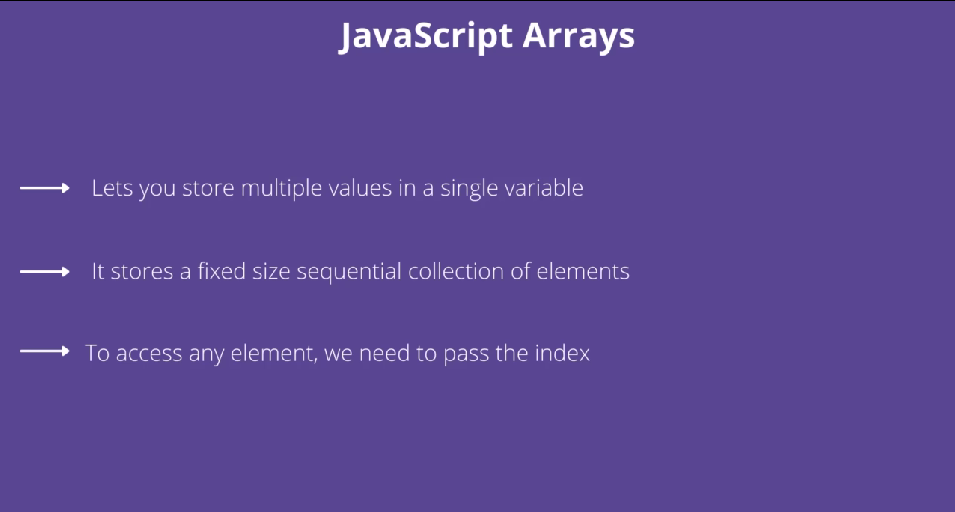 JavaScript Arrays
Lets you store multiple values in a single variable
It stores a fixed size sequential collection of elements
To access any element, we need to pass the index